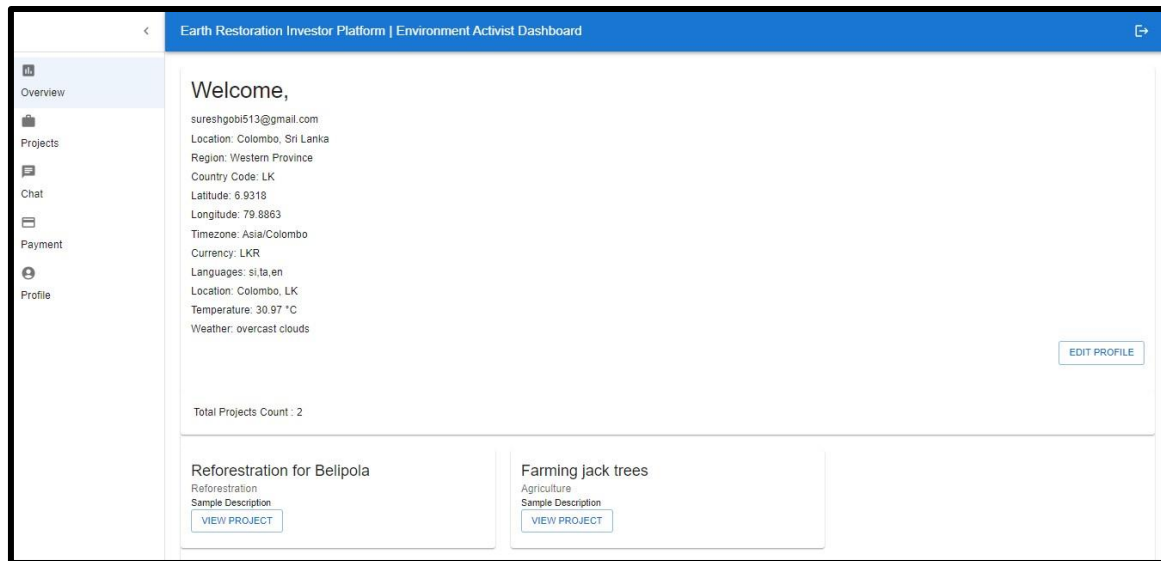 Earth Restoration Investor Platform | Environment Activist Dashboard
Overview
Projects
Chat
Payment
Profile
Welcome,
sureshgobi513@gmail.com
Location: Colombo, Sri Lanka
Region: Western Province
Country Code: LK
Latitude: 6.9318
Longitude: 79.8863
Timezone: Asia/Colombo
Currency: LKR
Languages: si,ta,en
Location: Colombo, LK
Temperature: 30.97 °C
Weather: overcast clouds
EDIT PROFILE
Total Projects Count : 2
Reforestration for Belipola
Reforestration
Sample Description
VIEW PROJECT
Farming jack trees
Agriculture
Sample Description
VIEW PROJECT